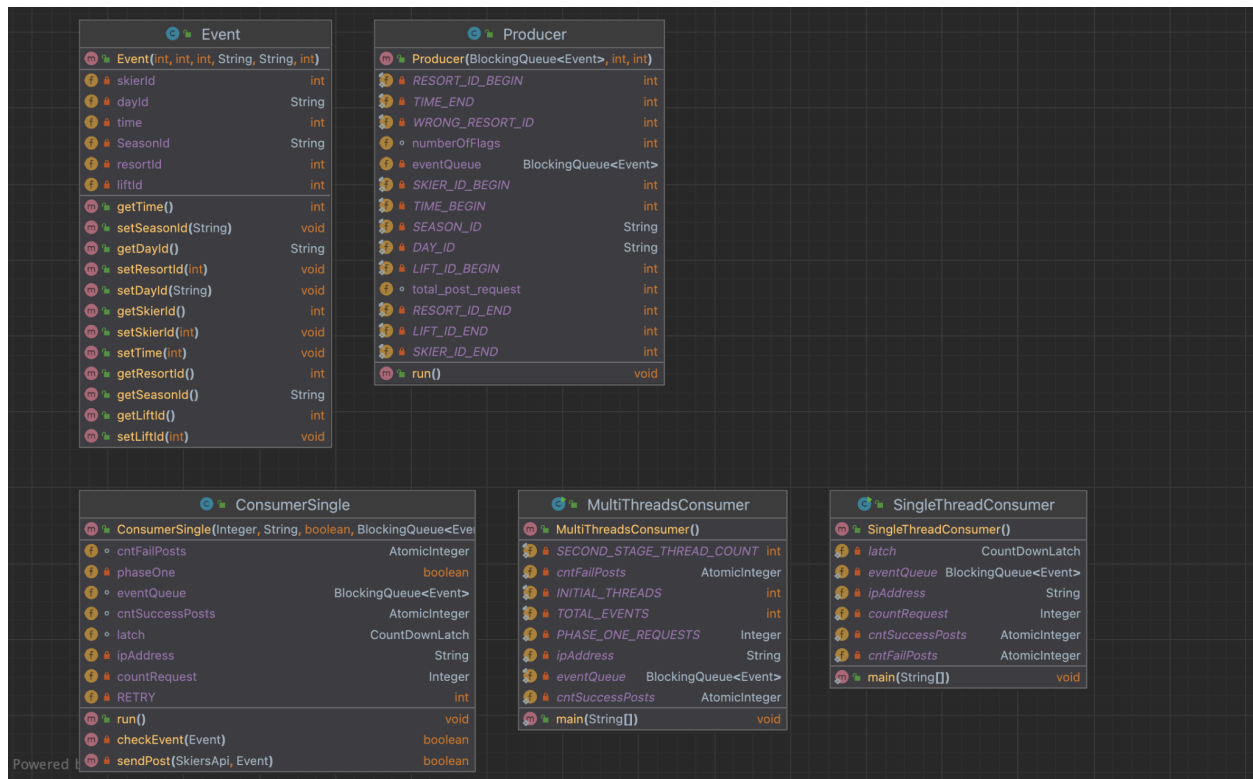 Event
Event(int, int, int, String, String, int)
skierId int
dayId String
time int
SeasonId String
resortId int
liftId int
getTime() int
setSeasonId(String) void
getDayId() String
setResortId(int) void
setDayId(String) void
getSkierId() int
setSkierId(int) void
setTime(int) void
getResortId() int
getSeasonId() String
getLiftId() int
setLiftId(int) void
Producer
Producer(BlockingQueue<Event>, int, int)
RESORT_ID_BEGIN int
TIME_END int
WRONG_RESORT_ID int
numberOfFlags int
eventQueue BlockingQueue<Event>
SKIER_ID_BEGIN int
TIME_BEGIN int
SEASON_ID String
DAY_ID String
LIFT_ID_BEGIN int
total_post_request int
RESORT_ID_END int
LIFT_ID_END int
SKIER_ID_END int
run() void
ConsumerSingle
ConsumerSingle(Integer, String, boolean, BlockingQueue<Eve
cntFailPosts AtomicInteger
phaseOne boolean
eventQueue BlockingQueue<Event>
cntSuccessPosts AtomicInteger
latch CountDownLatch
ipAddress String
countRequest Integer
RETRY int
run() void
checkEvent(Event) boolean
sendPost(SkiersApi, Event) boolean
MultiThreadsConsumer
MultiThreadsConsumer()
SECOND_STAGE_THREAD_COUNT int
cntFailPosts AtomicInteger
INITIAL_THREADS int
TOTAL_EVENTS int
PHASE_ONE_REQUESTS Integer
ipAddress String
eventQueue BlockingQueue<Event>
cntSuccessPosts AtomicInteger
main(String[]) void
SingleThreadConsumer
SingleThreadConsumer()
latch CountDownLatch
eventQueue BlockingQueue<Event>
ipAddress String
countRequest Integer
cntSuccessPosts AtomicInteger
cntFailPosts AtomicInteger
main(String[]) void
Powered